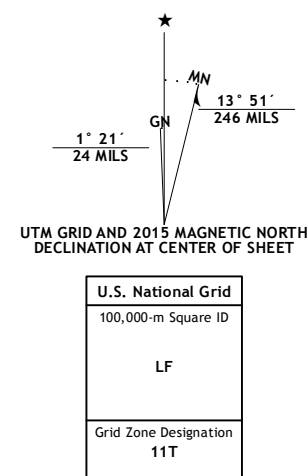 MN
GN
13° 51´
246 MILS
1° 21´
24 MILS
UTM GRID AND 2015 MAGNETIC NORTH
DECLINATION AT CENTER OF SHEET
U.S. National Grid
100,000-m Square ID
LF
Grid Zone Designation
11T